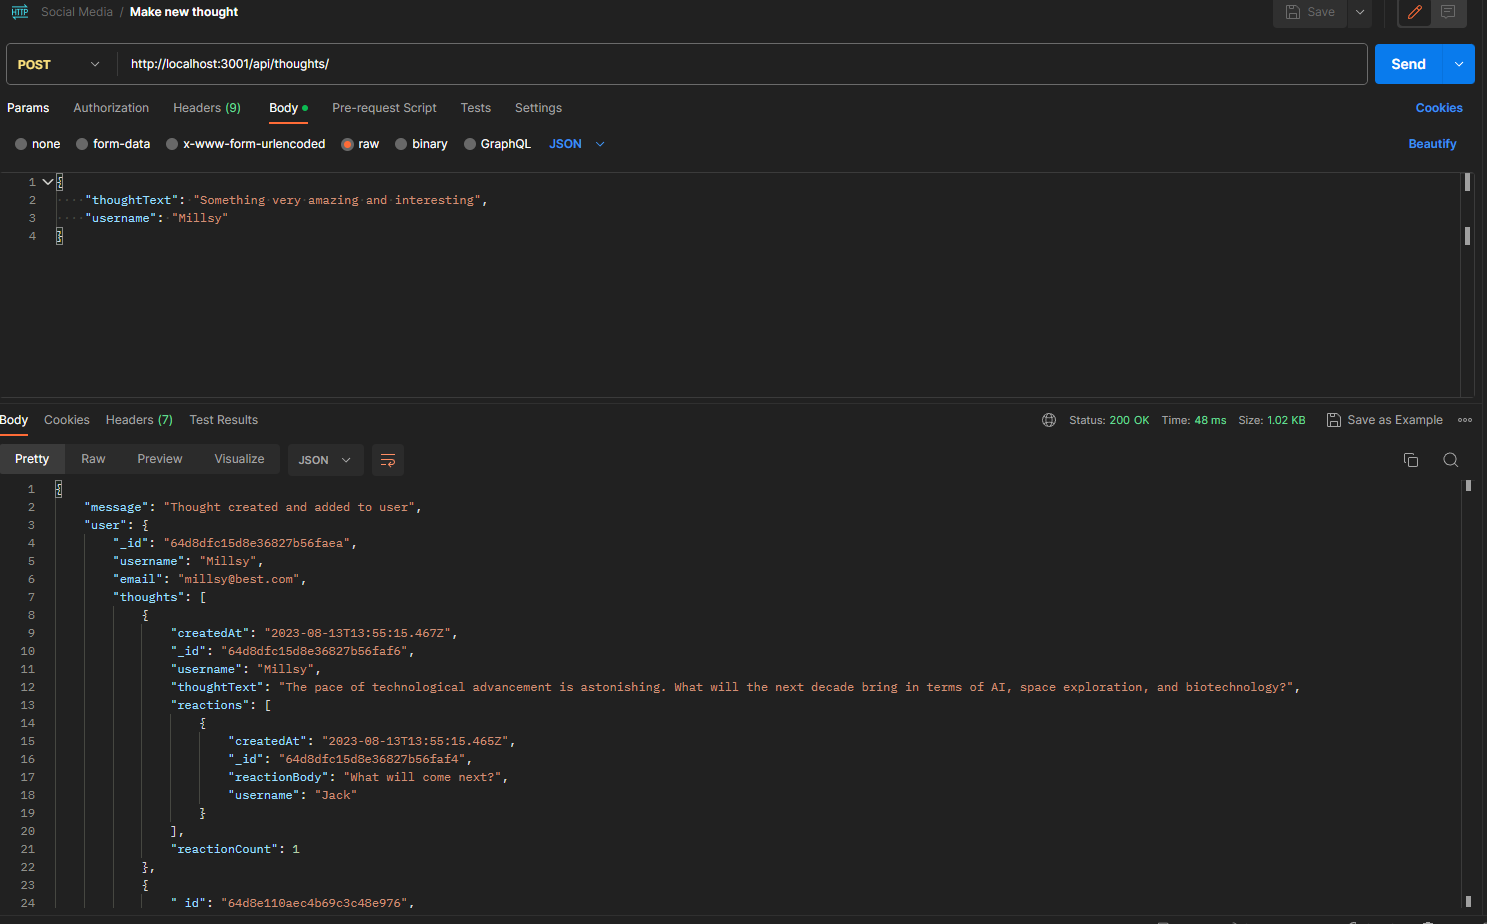 HTTP Social Media / Make new thought Save
POST http://localhost:3001/api/thoughts/ Send
Params Authorization Headers (9) Body Pre-request Script Tests Settings Cookies
none form-data x-www-form-urlencoded raw binary GraphQL JSON Beautify
1 {
2 "thoughtText": "Something very amazing and interesting",
3 "username": "Millsy"
4 }
Body Cookies Headers (7) Test Results Status: 200 OK Time: 48 ms Size: 1.02 KB Save as Example
Pretty Raw Preview Visualize JSON
1 {
2 "message": "Thought created and added to user",
3 "user": {
4 "_id": "64d8dfc15d8e36827b56faea",
5 "username": "Millsy",
6 "email": "millsy@best.com",
7 "thoughts": [
8 {
9 "createdAt": "2023-08-13T13:55:15.467Z",
10 "_id": "64d8dfc15d8e36827b56faf6",
11 "username": "Millsy",
12 "thoughtText": "The pace of technological advancement is astonishing. What will the next decade bring in terms of AI, space exploration, and biotechnology?",
13 "reactions": [
14 {
15 "createdAt": "2023-08-13T13:55:15.465Z",
16 "_id": "64d8dfc15d8e36827b56faf4",
17 "reactionBody": "What will come next?",
18 "username": "Jack"
19 }
20 ],
21 "reactionCount": 1
22 },
23 {
24 "_id": "64d8e110aec4b69c3c48e976",